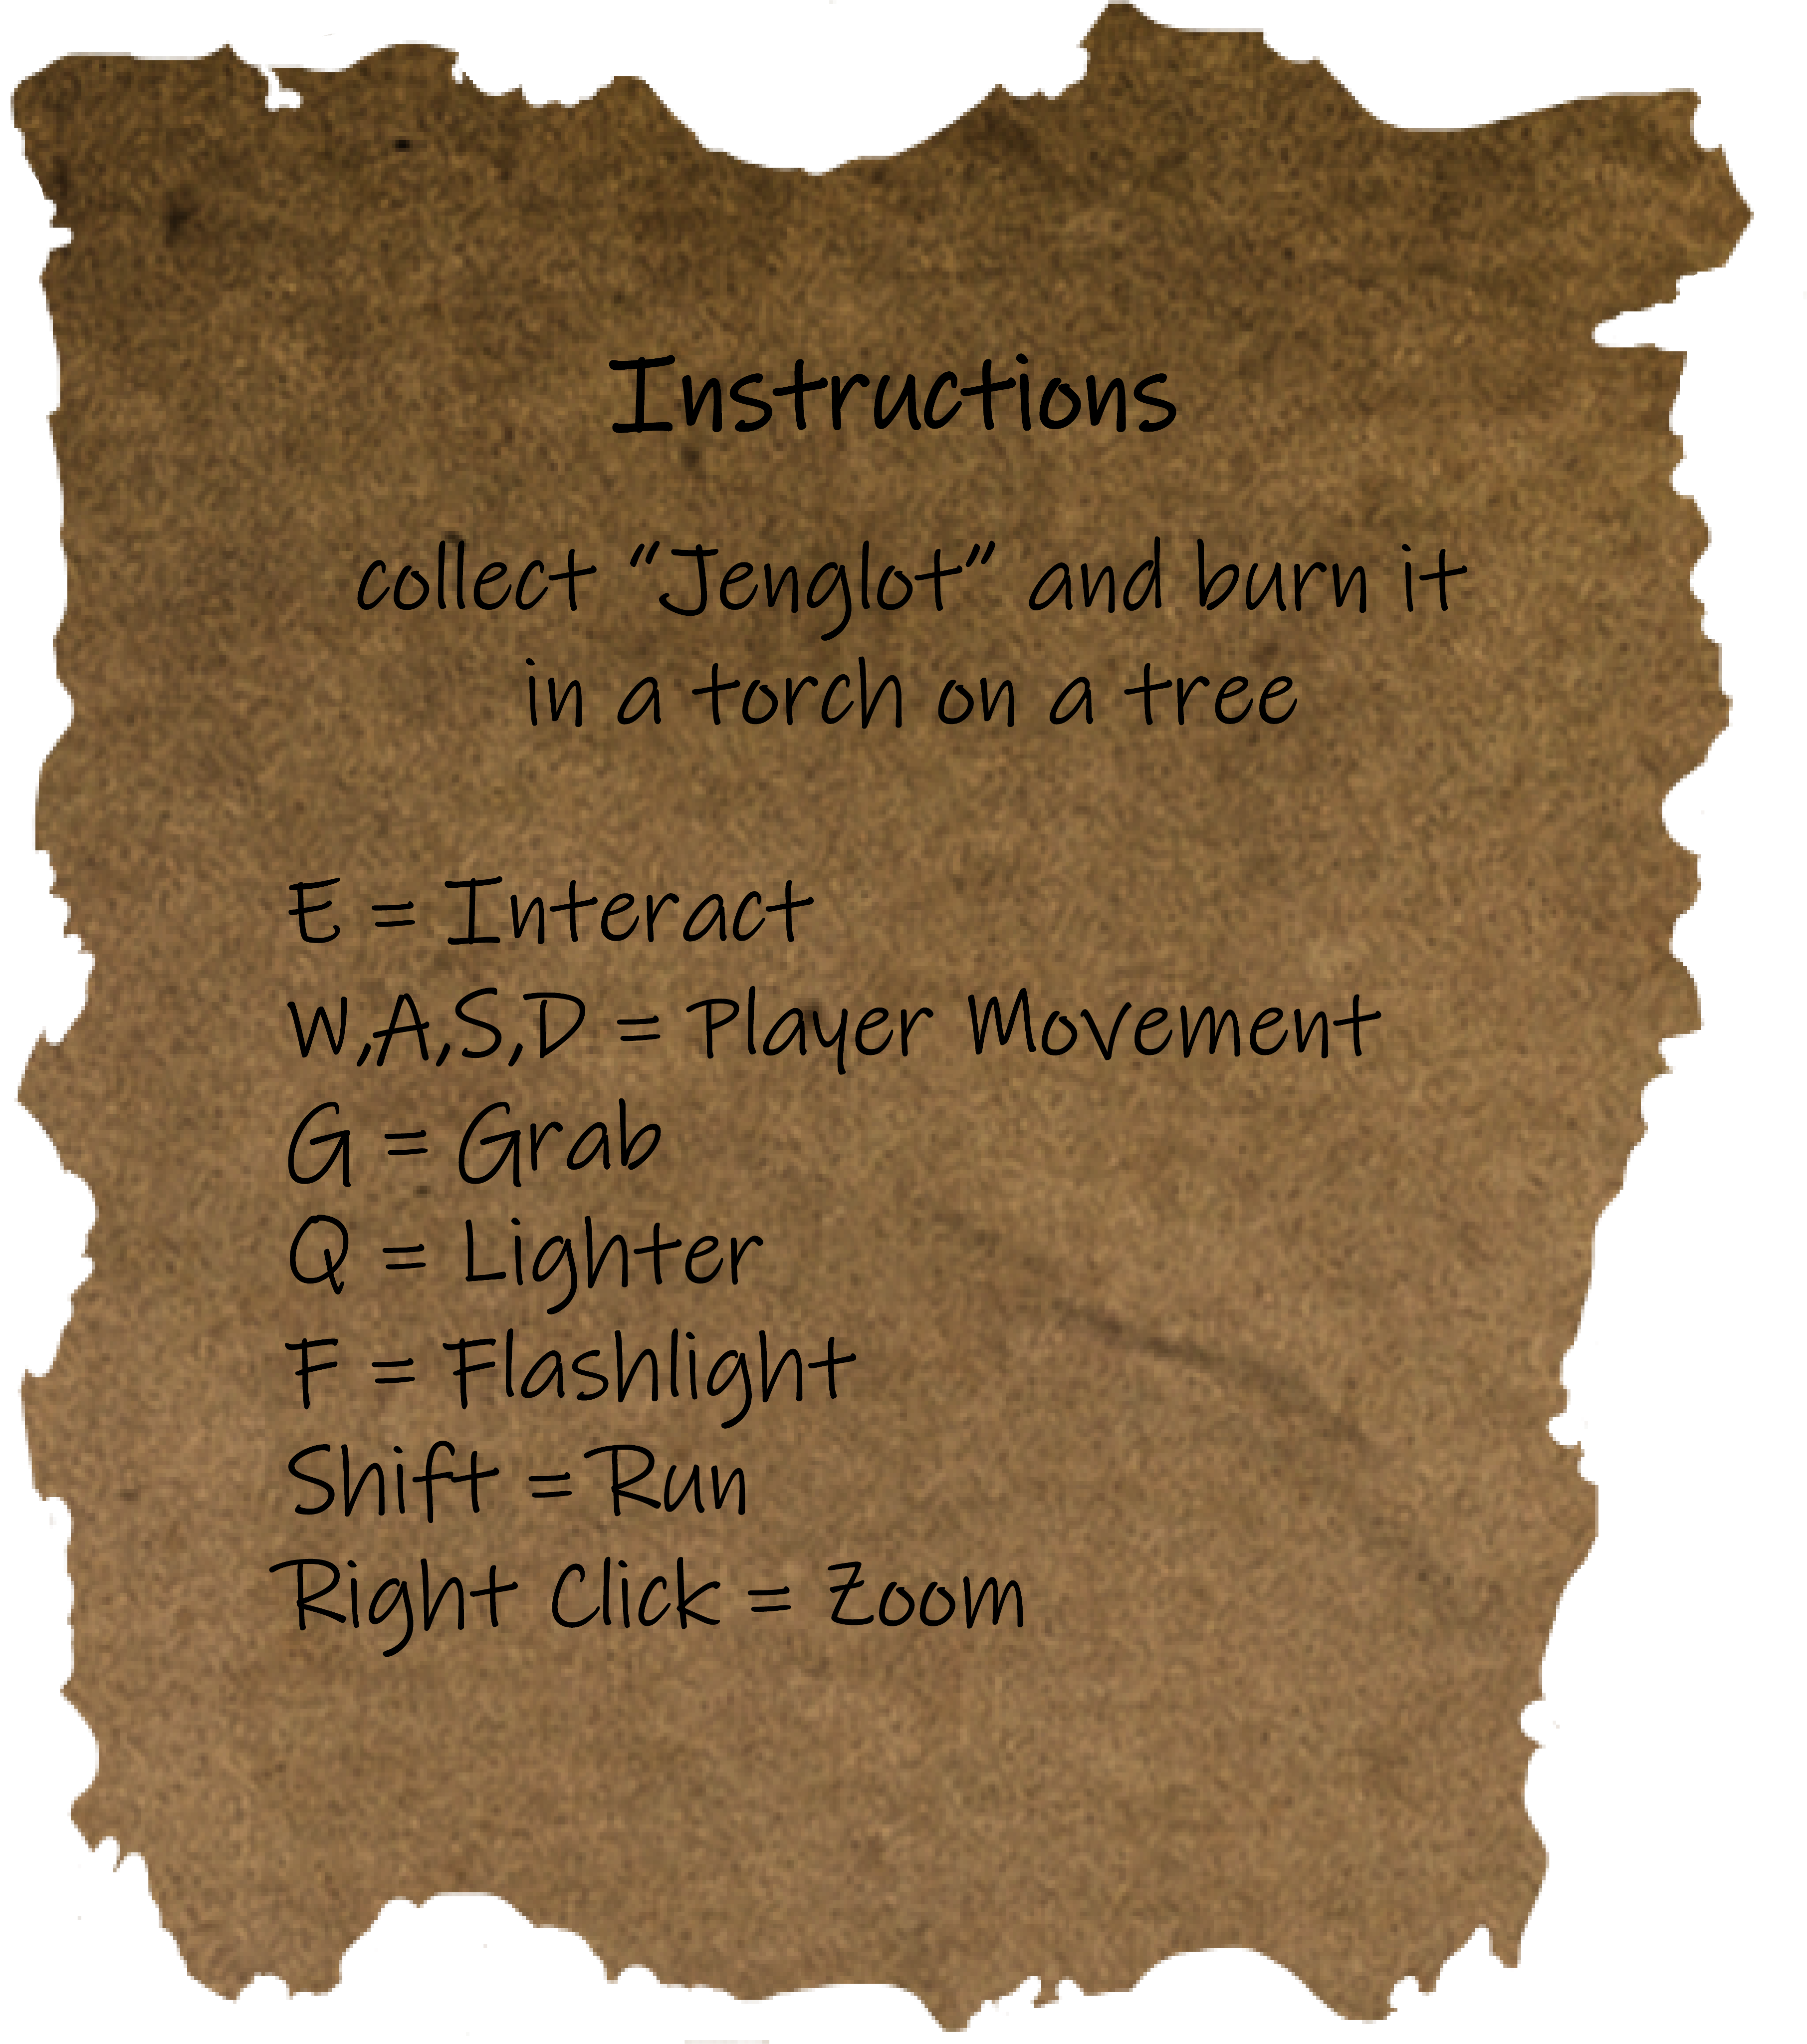 Instructions
collect "Jenglot" and burn it
in a torch on a tree
E = Interact
W,A,S,D = Player Movement
G = Grab
Q = Lighter
F = Flashlight
Shift = Run
Right Click = Zoom